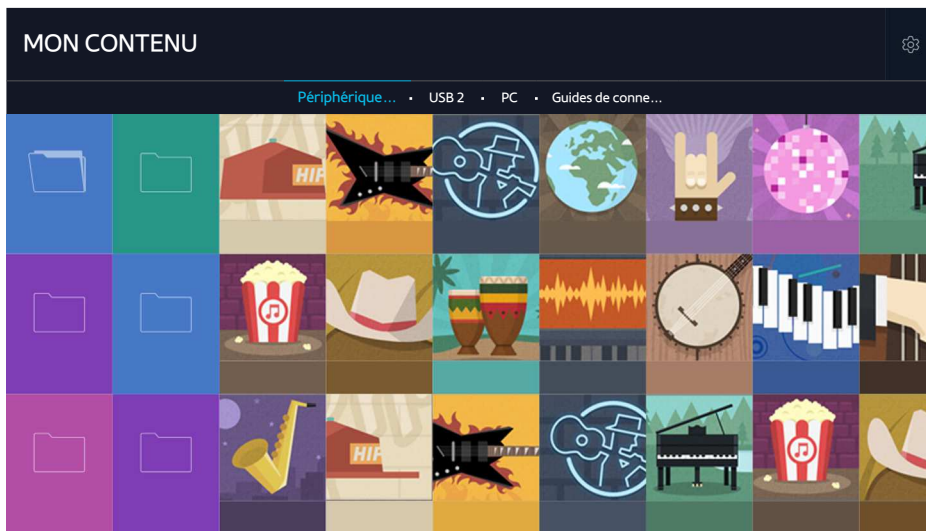 MON CONTENU
Périphérique... • USB 2 • PC • Guides de conne...
HIP
HIP